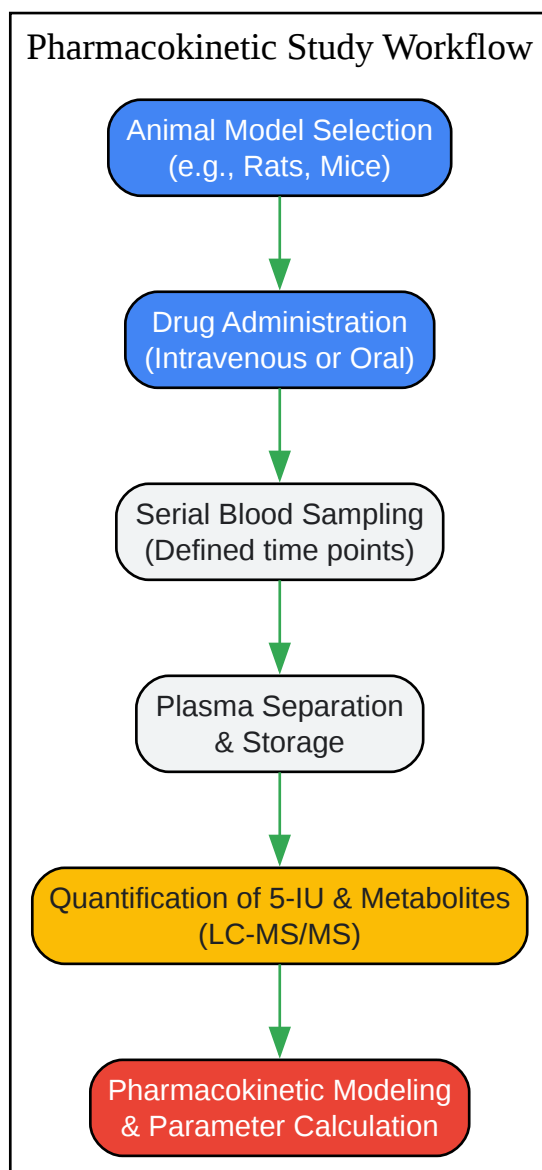 Pharmacokinetic Study Workflow
Animal Model Selection
(e.g., Rats, Mice)
Drug Administration
(Intravenous or Oral)
Serial Blood Sampling
(Defined time points)
Plasma Separation
& Storage
Quantification of 5-IU & Metabolites
(LC-MS/MS)
Pharmacokinetic Modeling
& Parameter Calculation